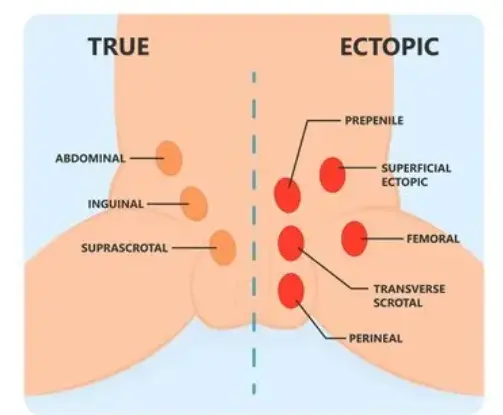 TRUE
ECTOPIC
PREPENILE
ABDOMINAL
SUPERFICIAL
ECTOPIC
INGUINAL
SUPRASCROTAL
FEMORAL
TRANSVERSE
SCROTAL
PERINEAL